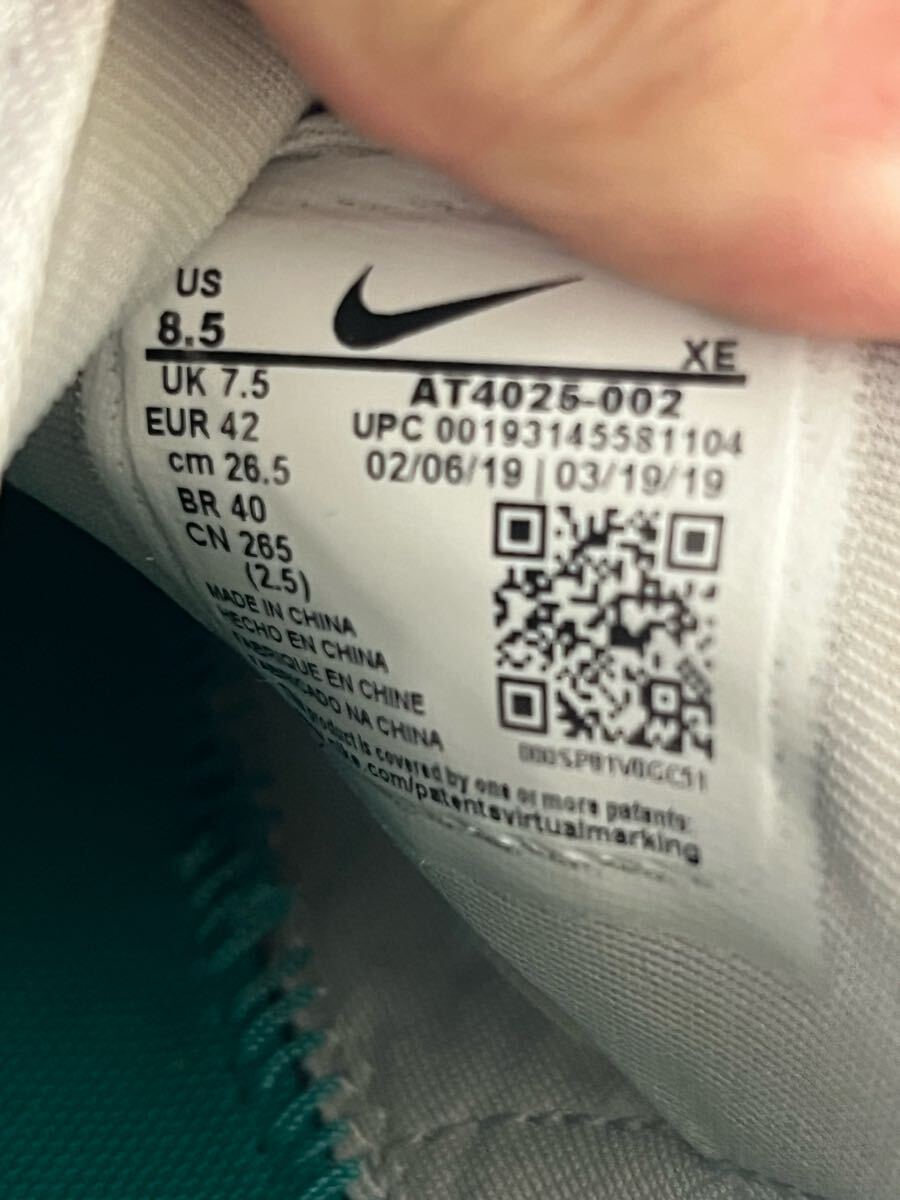 US
8.5
XE
UK 7.5
EUR 42
cm 26.5
BR 40
CN 265
(2.5)
AT4025-002
UPC 00193145581104
02/06/19 | 03/19/19
MADE IN CHINA
HECHO EN CHINA
FABRIQUE EN CHINE
FABRICADO NA CHINA
product is covered by one or more patents:
.com/patentsvirtualmarking